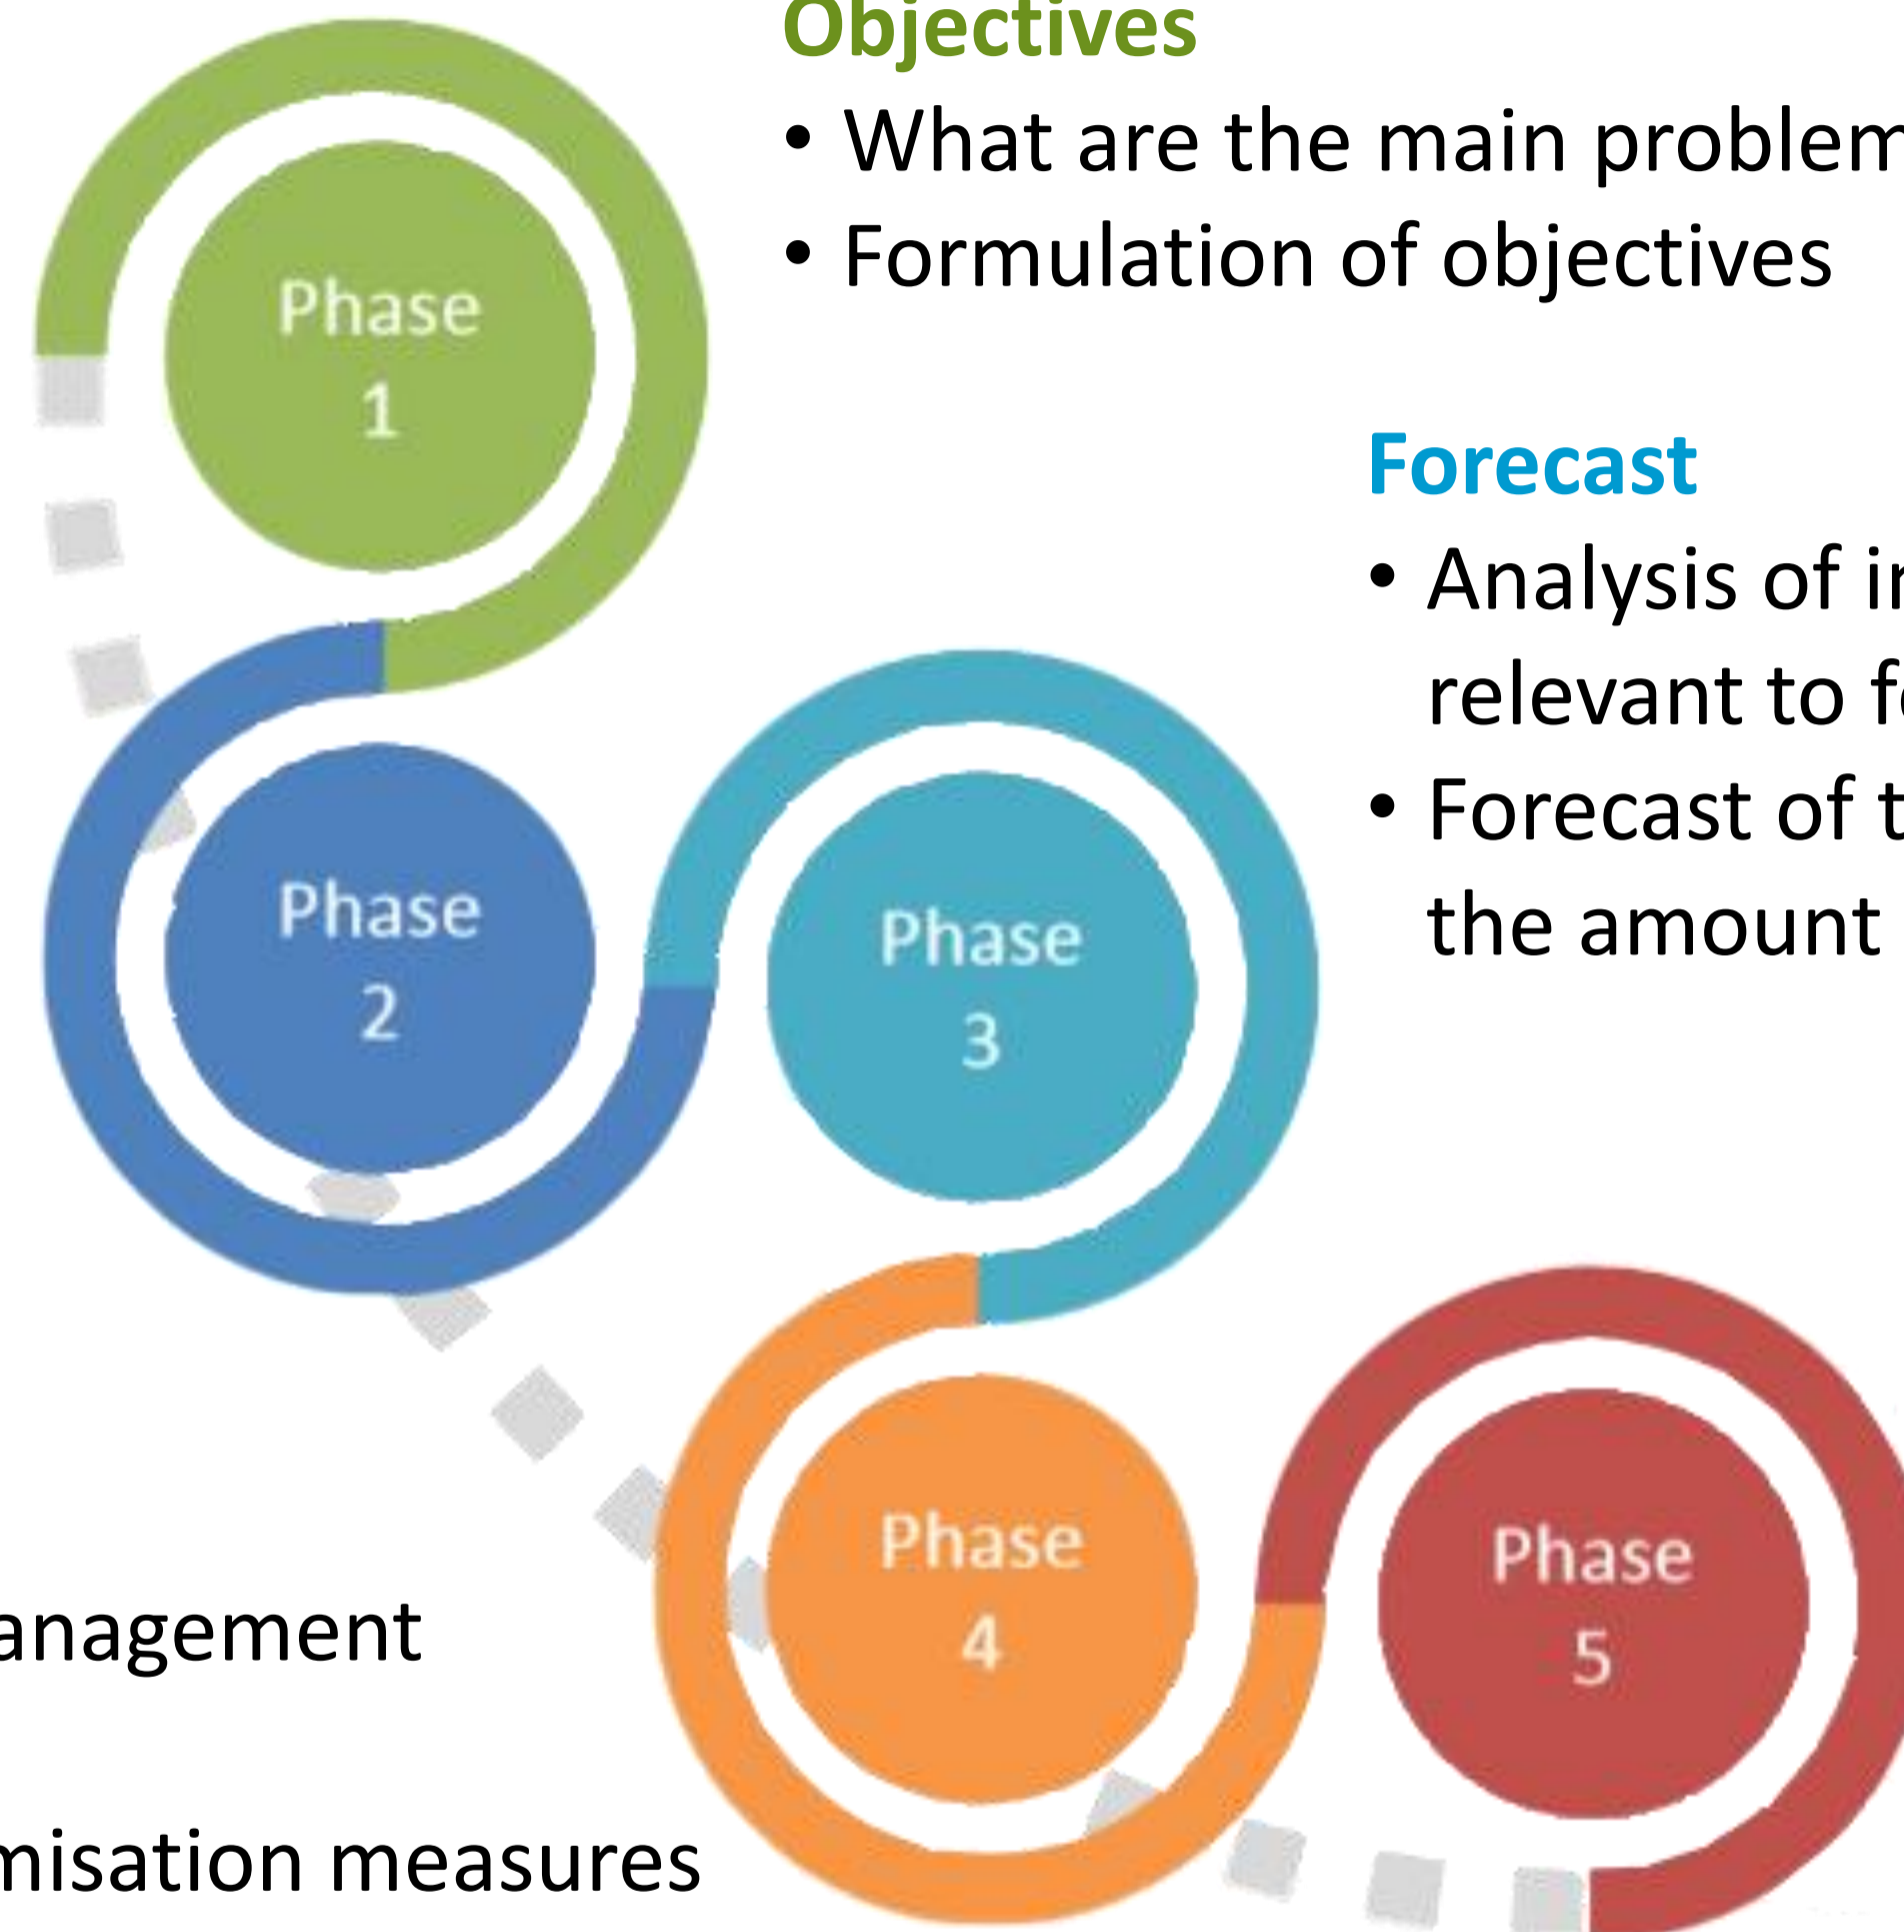 Objectives
• What are the main problem
• Formulation of objectives
Phase
1
Forecast
• Analysis of
relevant to
• Forecast of
the amount
Phase
2
Phase
3
Phase
4
Phase
5
anagement
misation measures